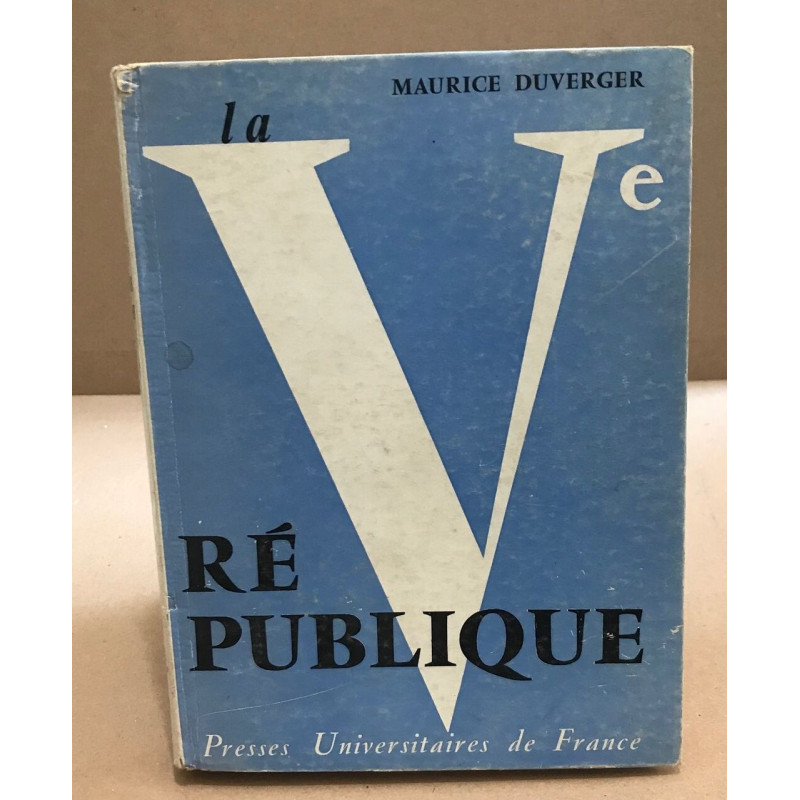 MAURICE DUVERGER
la
Ve
RÉ
PUBLIQUE
Presses Universitaires de France